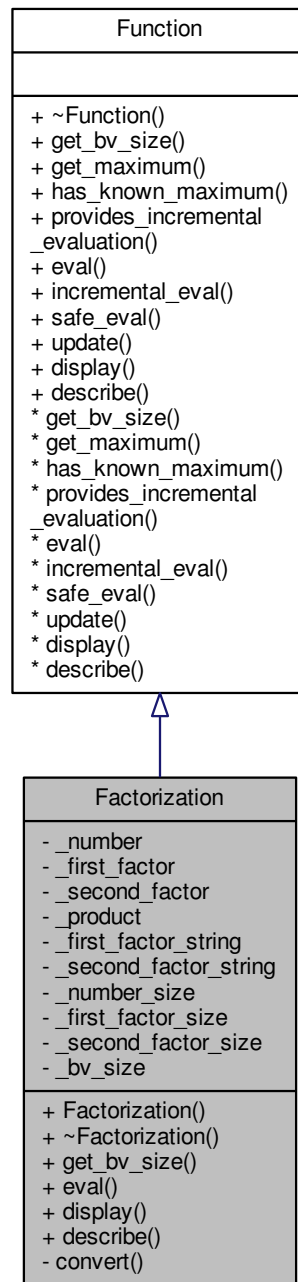 Function
+ ~Function()
+ get_bv_size()
+ get_maximum()
+ has_known_maximum()
+ provides_incremental
_evaluation()
+ eval()
+ incremental_eval()
+ safe_eval()
+ update()
+ display()
+ describe()
* get_bv_size()
* get_maximum()
* has_known_maximum()
* provides_incremental
_evaluation()
* eval()
* incremental_eval()
* safe_eval()
* update()
* display()
* describe()
Factorization
- _number
- _first_factor
- _second_factor
- _product
- _first_factor_string
- _second_factor_string
- _number_size
- _first_factor_size
- _second_factor_size
- _bv_size
+ Factorization()
+ ~Factorization()
+ get_bv_size()
+ eval()
+ display()
+ describe()
- convert()